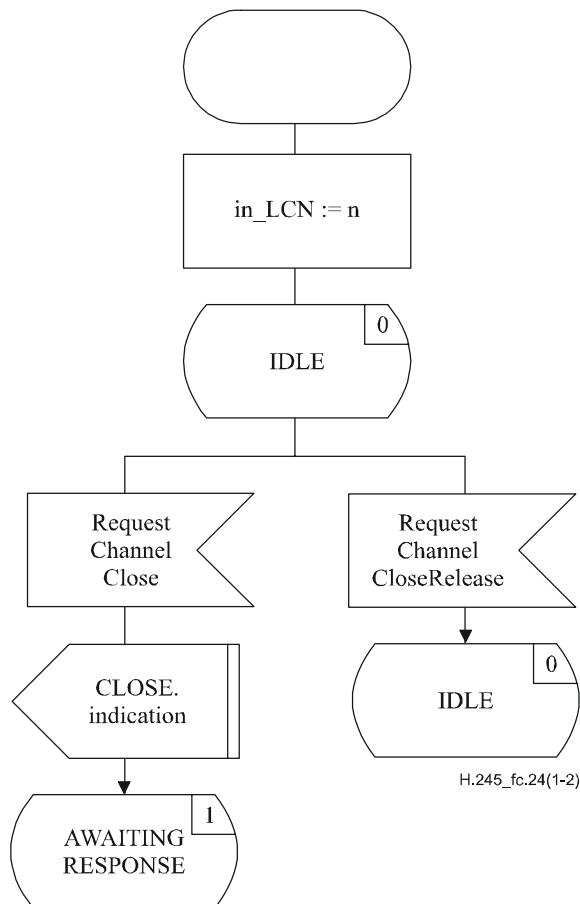 in_LCN := n
0
IDLE
Request
Channel
Close
Request
Channel
CloseRelease
CLOSE.
indication
0
IDLE
H.245_fc.24(1-2)
1
AWAITING
RESPONSE